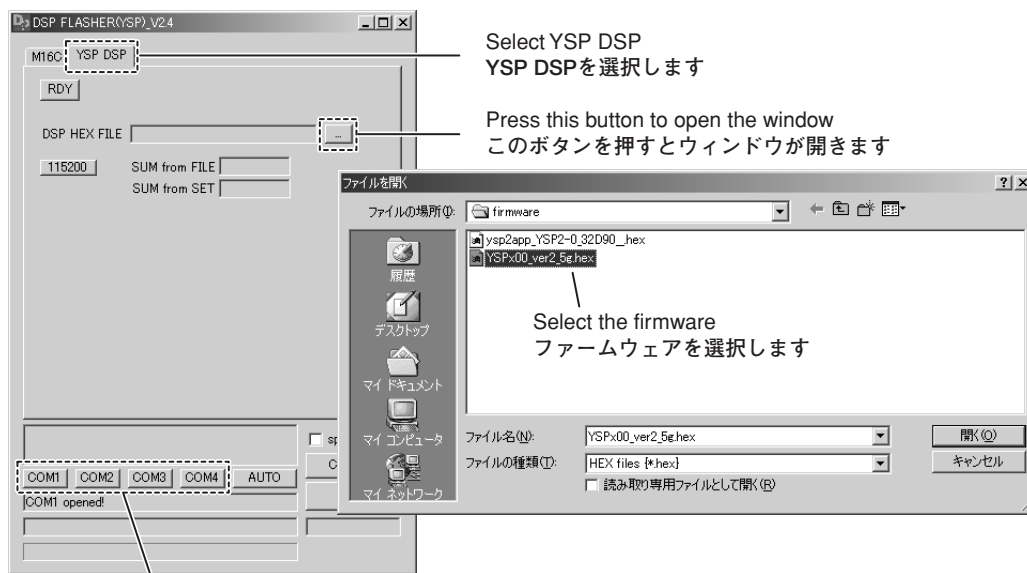 DSP FLASHER(YSP)_V2.4
M16C
YSP DSP
Select YSP DSP
YSP DSPを選択します
RDY
Press this button to open the window
このボタンを押すとウィンドウが開きます
DSP HEX FILE
...
115200
SUM from FILE
SUM from SET
ファイルを開く
ファイルの場所(I):
firmware
ysp2app_YSP2-0_32D90__.hex
YSPx00_ver2_5g.hex
履歴
デスクトップ
マイ ドキュメント
マイ コンピュータ
マイ ネットワーク
Select the firmware
ファームウェアを選択します
ファイル名(N):
YSPx00_ver2_5g.hex
開く(O)
ファイルの種類(T):
HEX files {*.hex}
キャンセル
読み取り専用ファイルとして開く(R)
COM1
COM2
COM3
COM4
AUTO
COM1 opened!